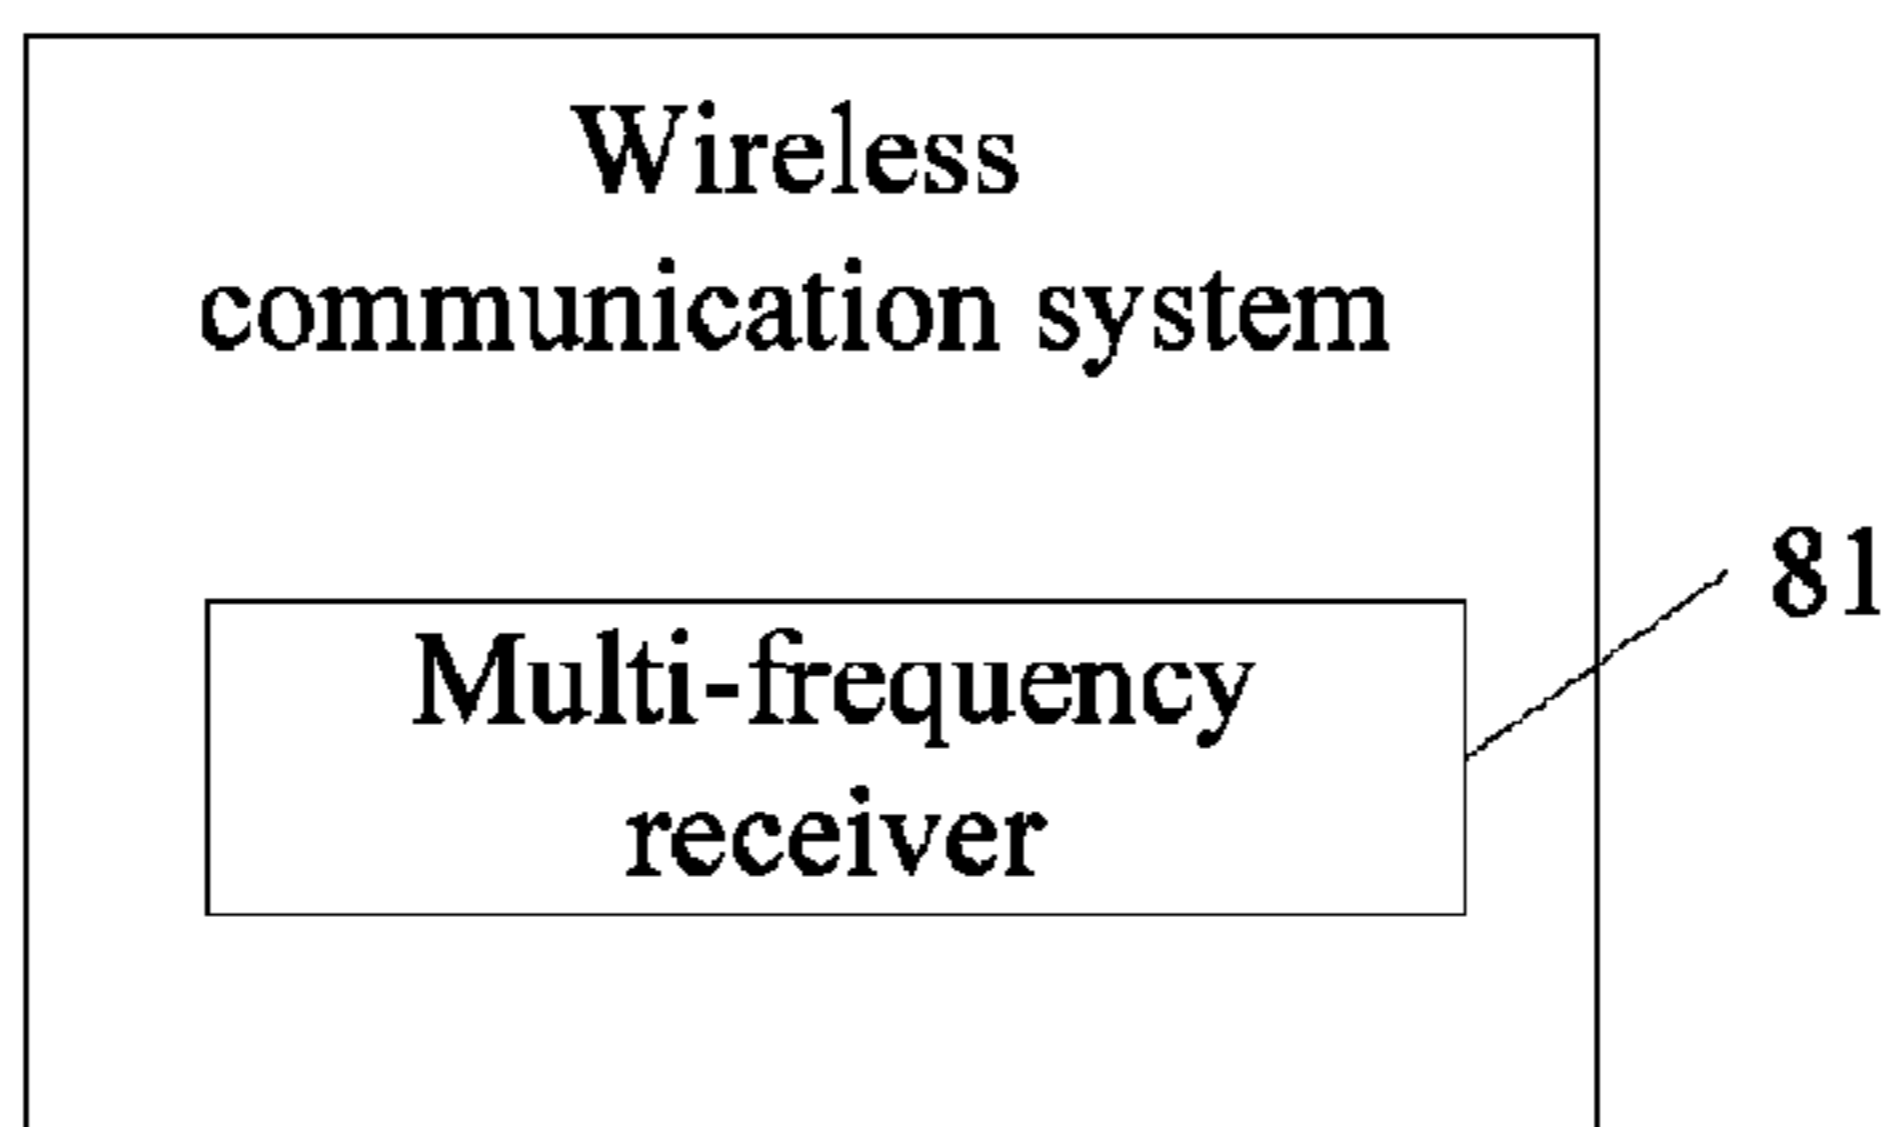 Wireless
communication system
81
Multi-frequency
receiver